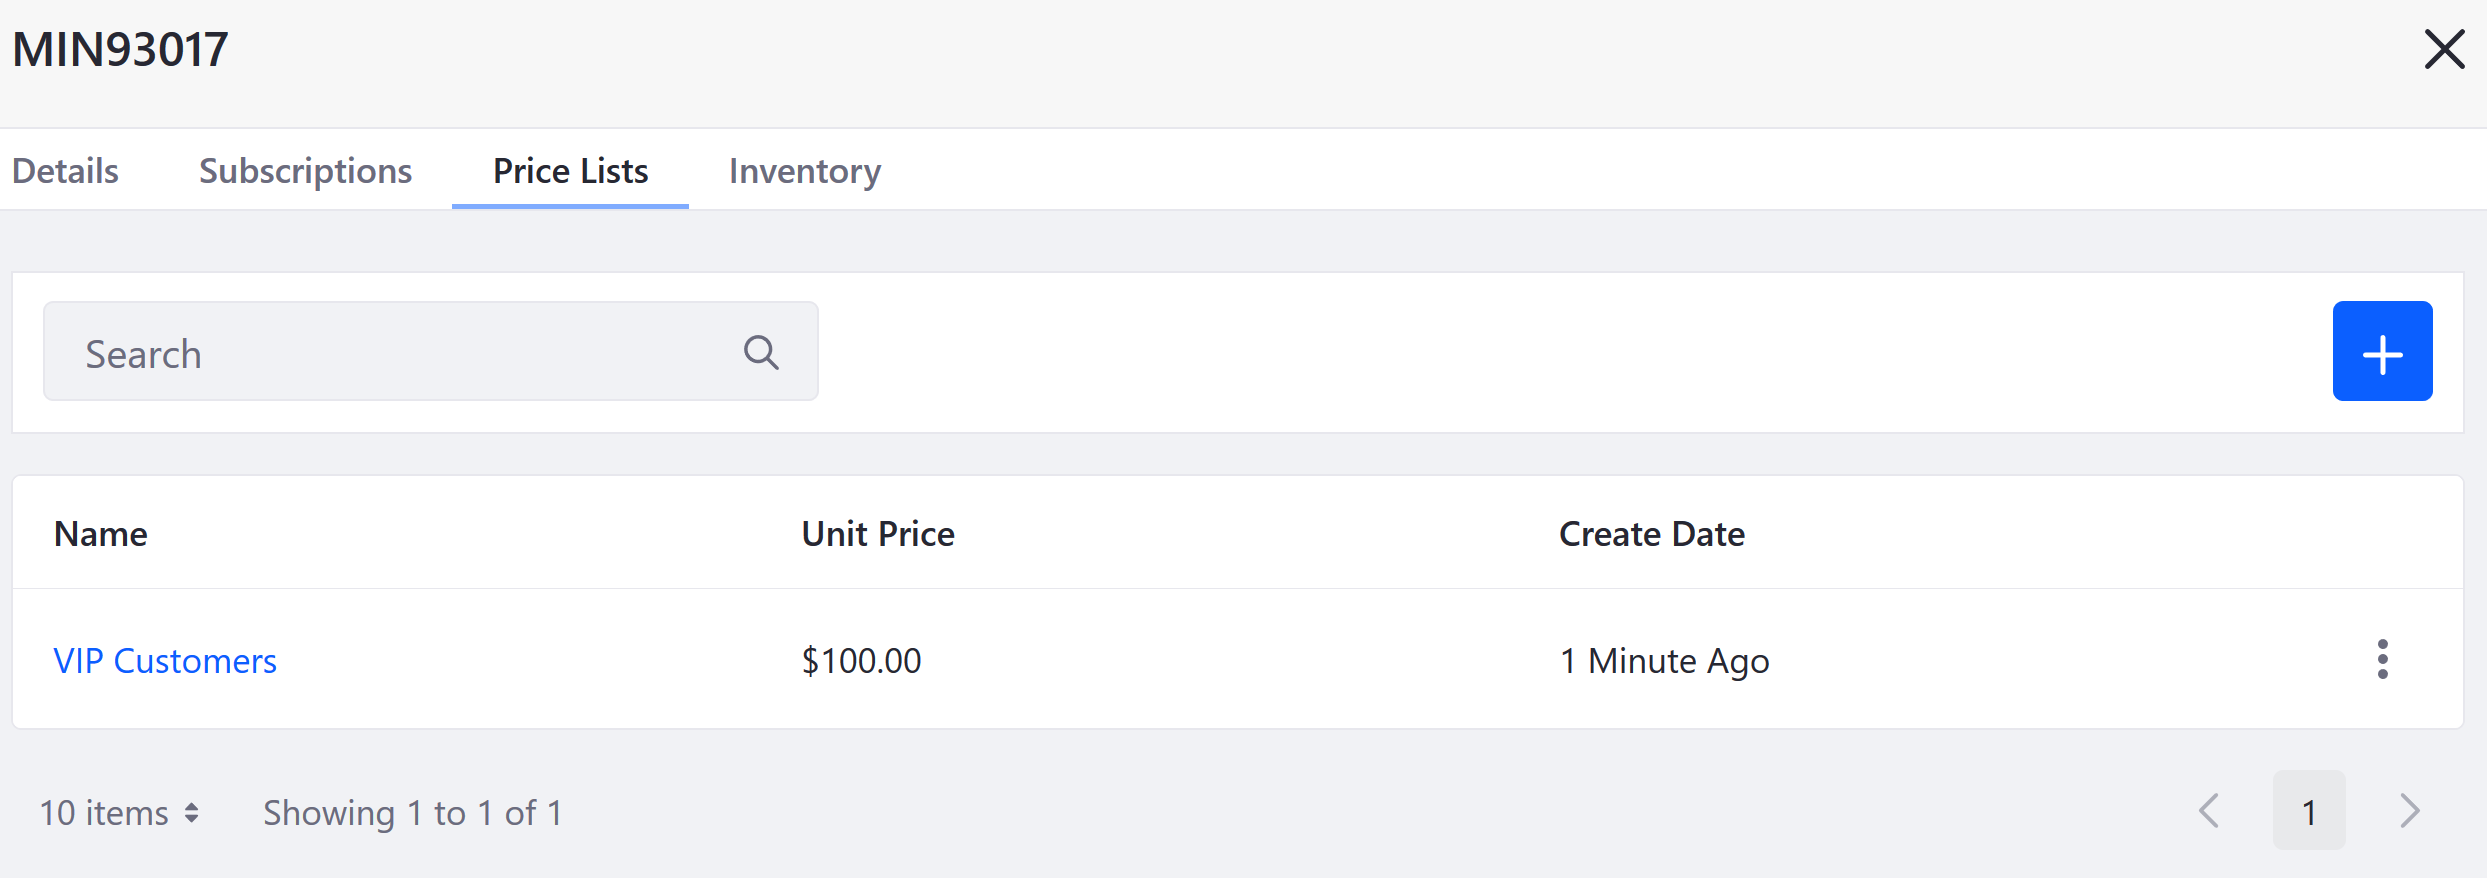 MIN93017
Details Subscriptions Price Lists Inventory
Search
Name Unit Price Create Date
VIP Customers $100.00 1 Minute Ago
10 items Showing 1 to 1 of 1 1